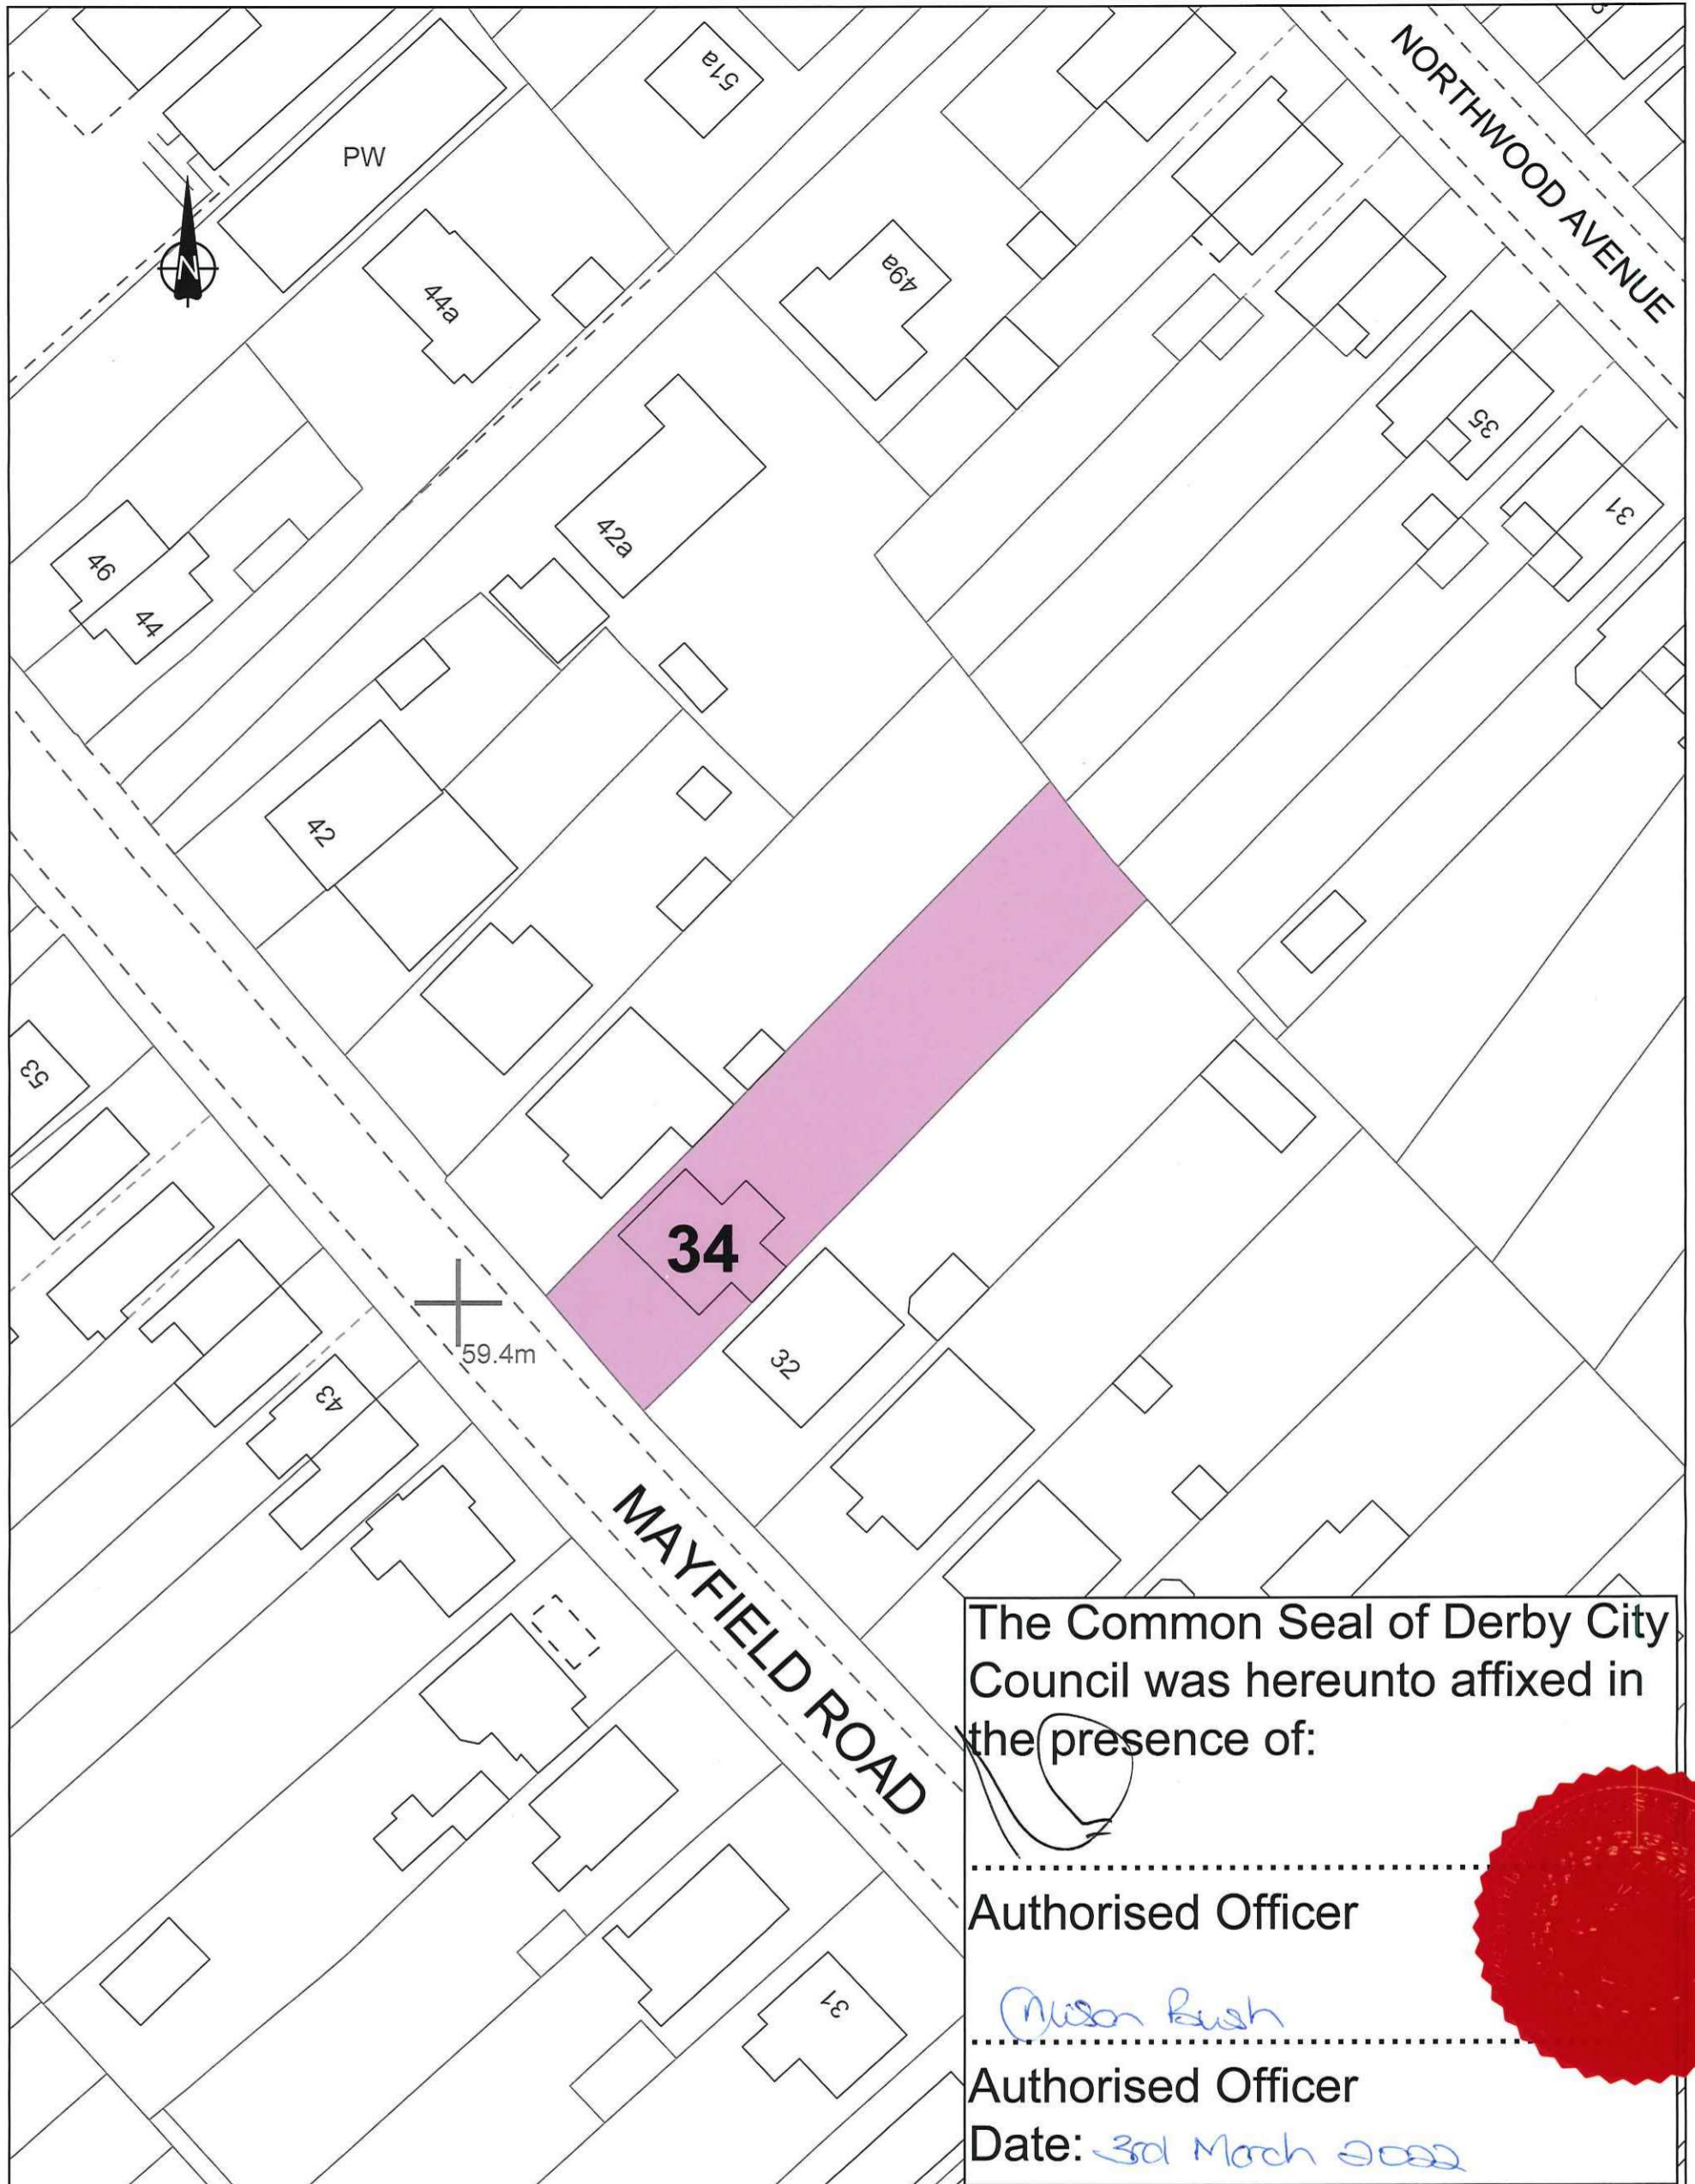 51a
NORTHWOOD AVENUE
PW
N
44a
49a
35
31
42a
46
44
42
53
34
59.4m
32
43
MAYFIELD ROAD
31
The Common Seal of Derby City
Council was hereunto affixed in
the presence of:
Authorised Officer
Alison Bush
Authorised Officer
Date: 3rd March 2022